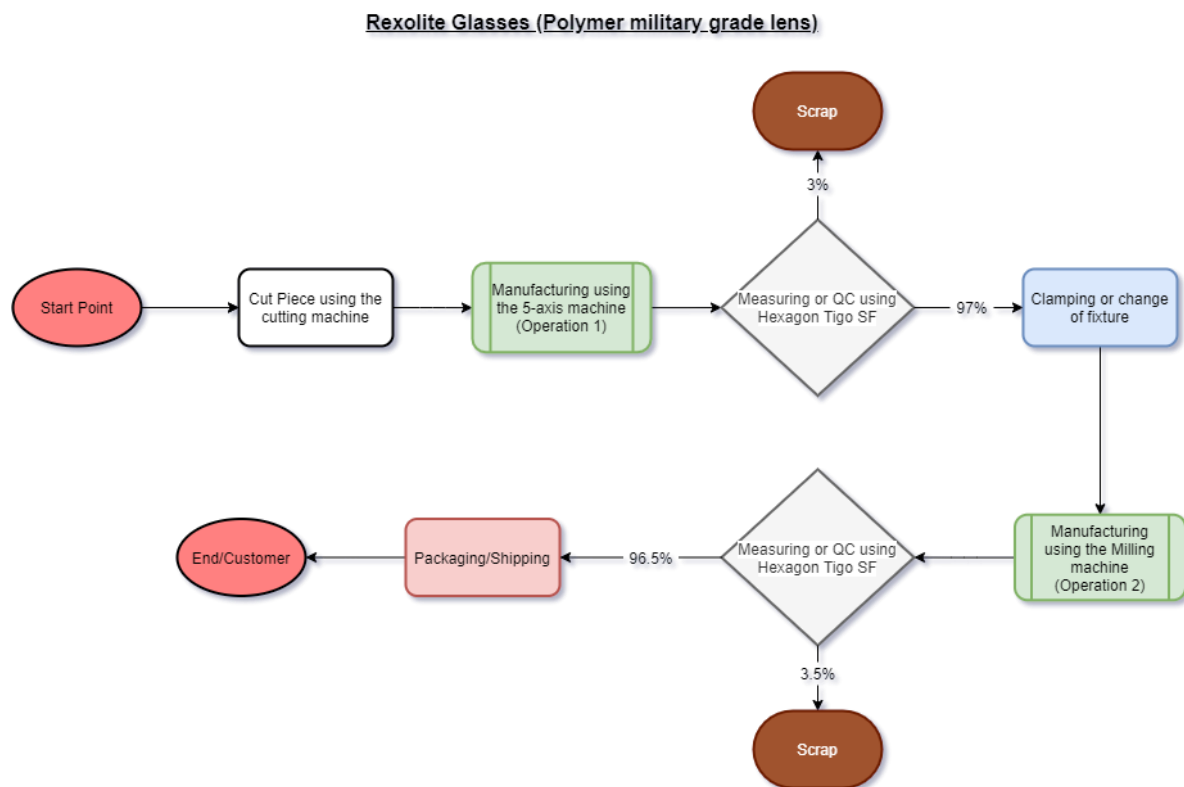 Rexolite Glasses (Polymer military grade lens)
Scrap
3%
Start Point
Cut Piece using the
cutting machine
Manufacturing using
the 5-axis machine
(Operation 1)
Measuring or QC using
Hexagon Tigo SF
97%
Clamping or change
of fixture
Manufacturing
using the Milling
machine
(Operation 2)
Measuring or QC using
Hexagon Tigo SF
96.5%
Packaging/Shipping
End/Customer
3.5%
Scrap